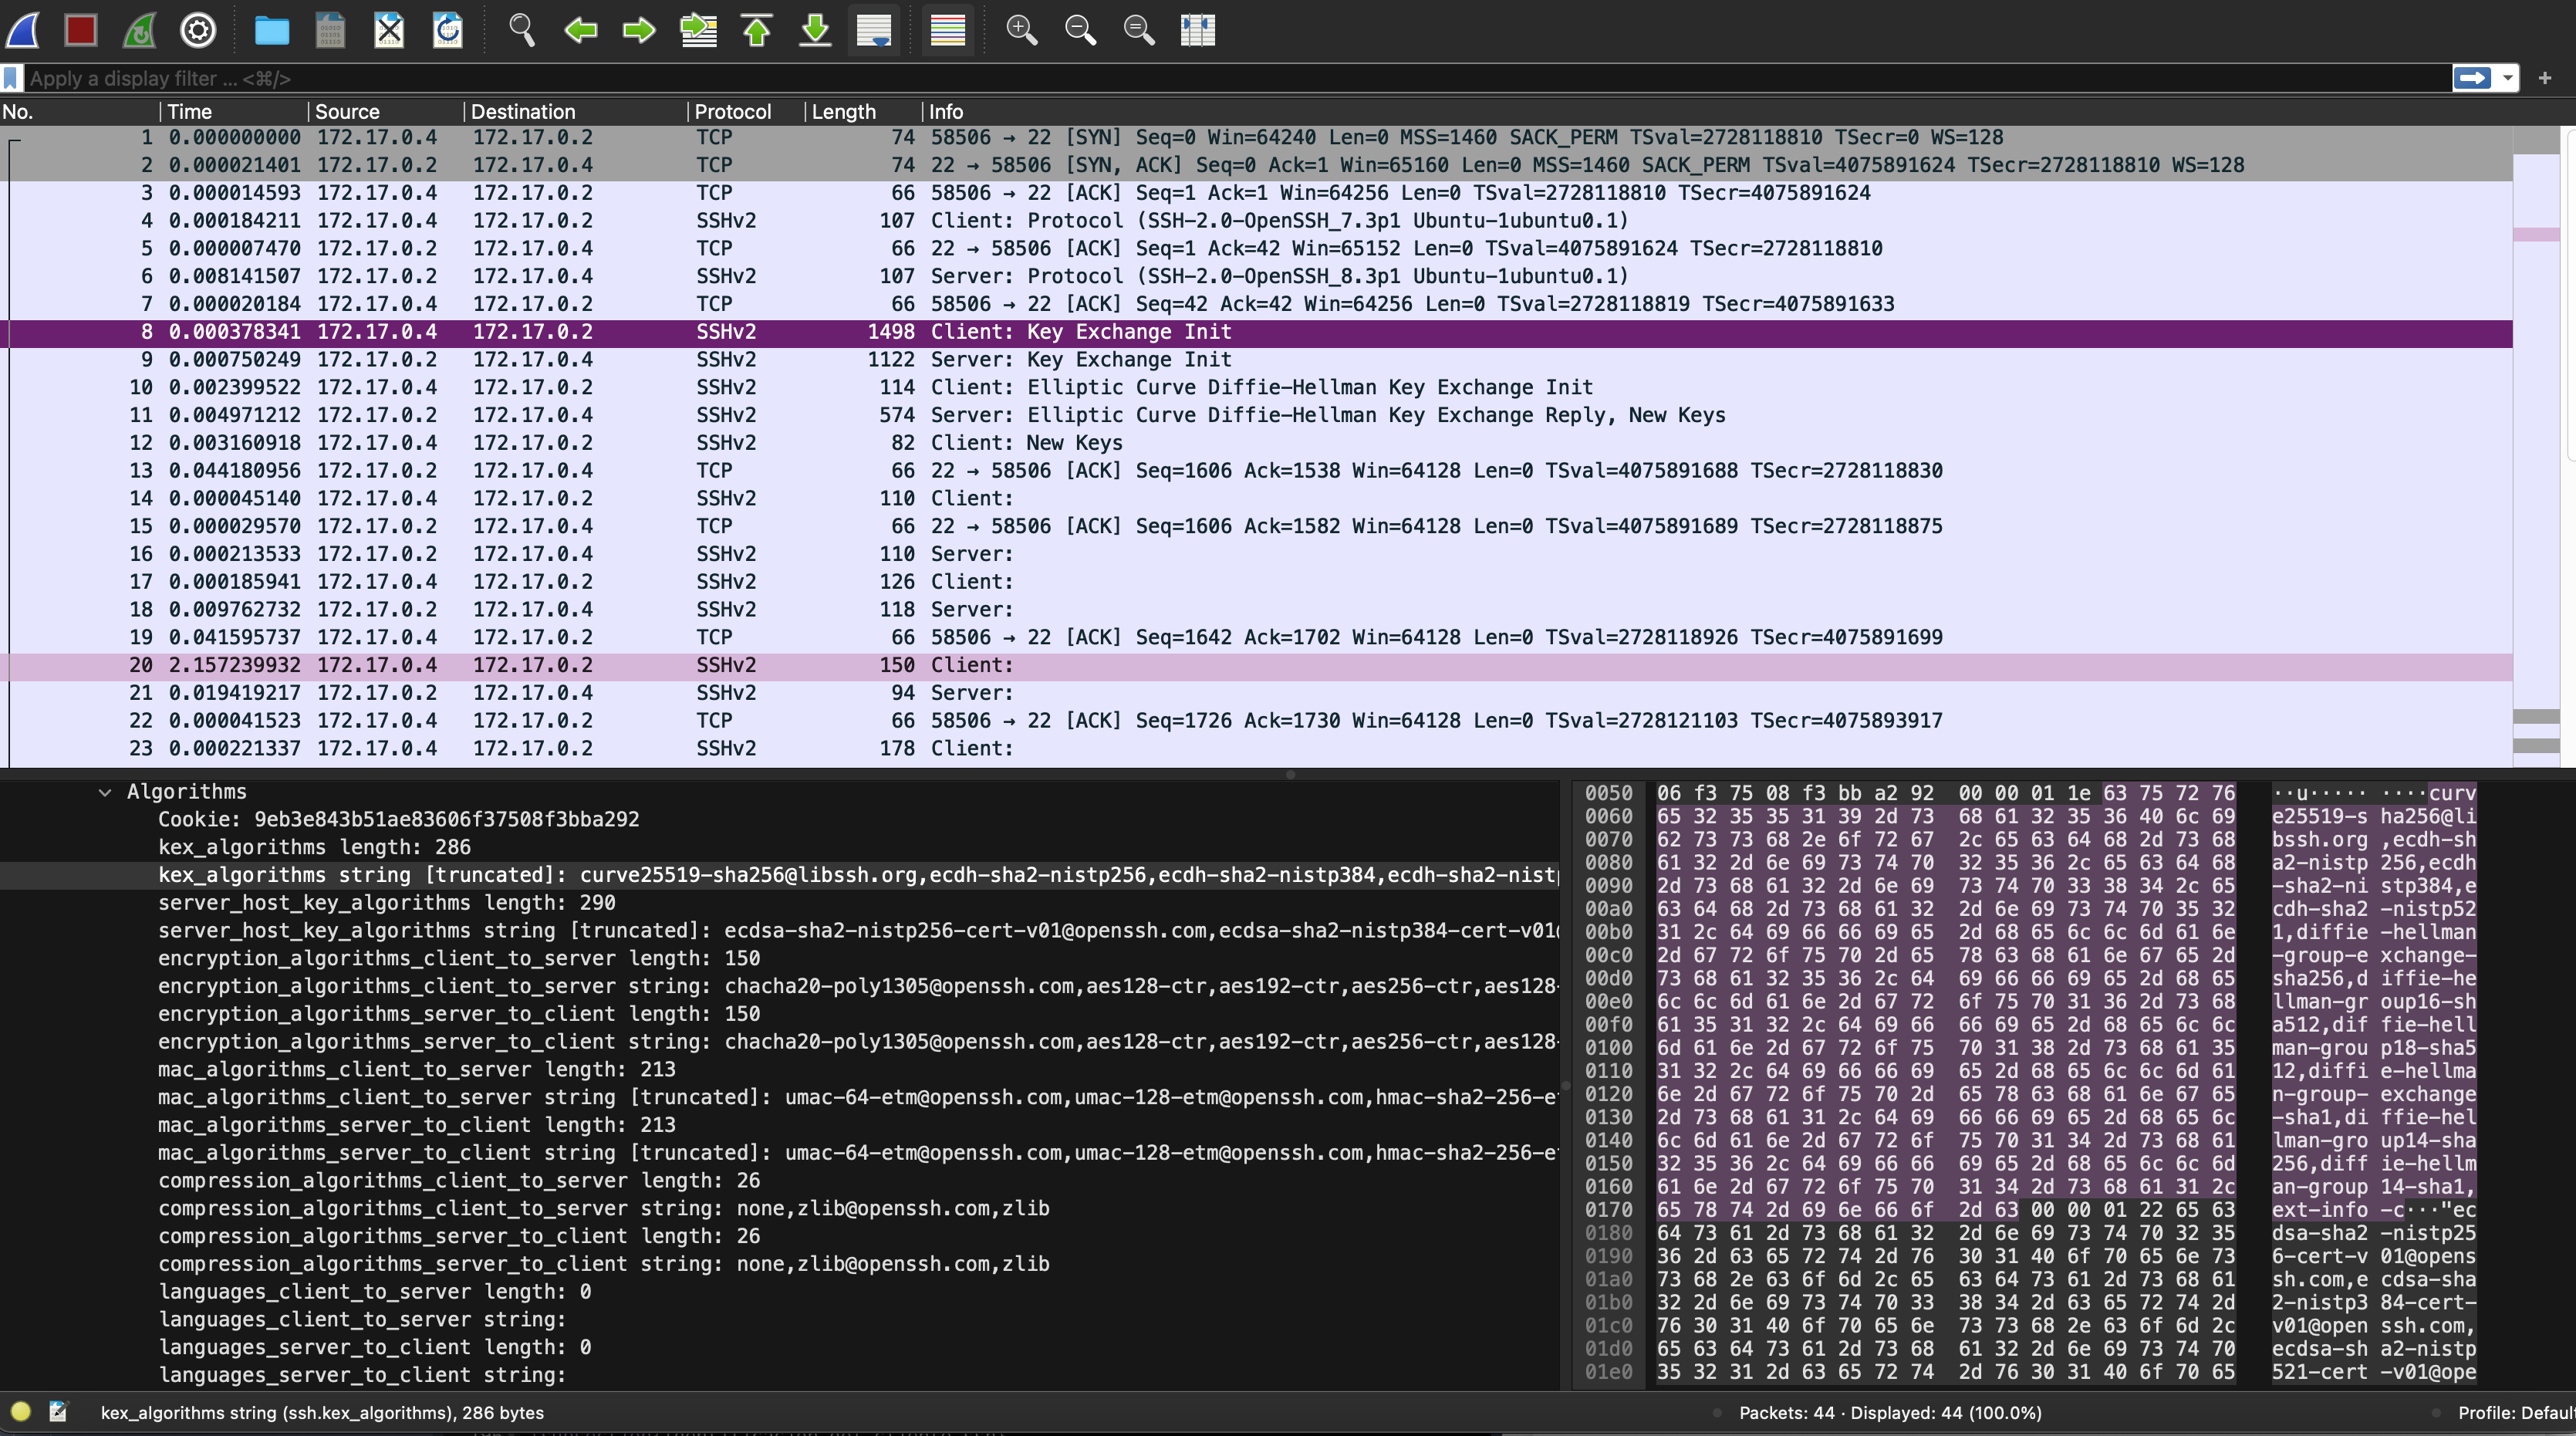 Apply a display filter … <⌘/>
No. Time Source Destination Protocol Length Info
1 0.000000000 172.17.0.4 172.17.0.2 TCP 74 58506 → 22 [SYN] Seq=0 Win=64240 Len=0 MSS=1460 SACK_PERM TSval=2728118810 TSecr=0 WS=128
2 0.000021401 172.17.0.2 172.17.0.4 TCP 74 22 → 58506 [SYN, ACK] Seq=0 Ack=1 Win=65160 Len=0 MSS=1460 SACK_PERM TSval=4075891624 TSecr=2728118810 WS=128
3 0.000014593 172.17.0.4 172.17.0.2 TCP 66 58506 → 22 [ACK] Seq=1 Ack=1 Win=64256 Len=0 TSval=2728118810 TSecr=4075891624
4 0.000184211 172.17.0.4 172.17.0.2 SSHv2 107 Client: Protocol (SSH-2.0-OpenSSH_7.3p1 Ubuntu-1ubuntu0.1)
5 0.000007470 172.17.0.2 172.17.0.4 TCP 66 22 → 58506 [ACK] Seq=1 Ack=42 Win=65152 Len=0 TSval=4075891624 TSecr=2728118810
6 0.008141507 172.17.0.2 172.17.0.4 SSHv2 107 Server: Protocol (SSH-2.0-OpenSSH_8.3p1 Ubuntu-1ubuntu0.1)
7 0.000020184 172.17.0.4 172.17.0.2 TCP 66 58506 → 22 [ACK] Seq=42 Ack=42 Win=64256 Len=0 TSval=2728118819 TSecr=4075891633
8 0.000378341 172.17.0.4 172.17.0.2 SSHv2 1498 Client: Key Exchange Init
9 0.000750249 172.17.0.2 172.17.0.4 SSHv2 1122 Server: Key Exchange Init
10 0.002399522 172.17.0.4 172.17.0.2 SSHv2 114 Client: Elliptic Curve Diffie-Hellman Key Exchange Init
11 0.004971212 172.17.0.2 172.17.0.4 SSHv2 574 Server: Elliptic Curve Diffie-Hellman Key Exchange Reply, New Keys
12 0.003160918 172.17.0.4 172.17.0.2 SSHv2 82 Client: New Keys
13 0.044180956 172.17.0.2 172.17.0.4 TCP 66 22 → 58506 [ACK] Seq=1606 Ack=1538 Win=64128 Len=0 TSval=4075891688 TSecr=2728118830
14 0.000045140 172.17.0.4 172.17.0.2 SSHv2 110 Client:
15 0.000029570 172.17.0.2 172.17.0.4 TCP 66 22 → 58506 [ACK] Seq=1606 Ack=1582 Win=64128 Len=0 TSval=4075891689 TSecr=2728118875
16 0.000213533 172.17.0.2 172.17.0.4 SSHv2 110 Server:
17 0.000185941 172.17.0.4 172.17.0.2 SSHv2 126 Client:
18 0.009762732 172.17.0.2 172.17.0.4 SSHv2 118 Server:
19 0.041595737 172.17.0.4 172.17.0.2 TCP 66 58506 → 22 [ACK] Seq=1642 Ack=1702 Win=64128 Len=0 TSval=2728118926 TSecr=4075891699
20 2.157239932 172.17.0.4 172.17.0.2 SSHv2 150 Client:
21 0.019419217 172.17.0.2 172.17.0.4 SSHv2 94 Server:
22 0.000041523 172.17.0.4 172.17.0.2 TCP 66 58506 → 22 [ACK] Seq=1726 Ack=1730 Win=64128 Len=0 TSval=2728121103 TSecr=4075893917
23 0.000221337 172.17.0.4 172.17.0.2 SSHv2 178 Client:
Algorithms
Cookie: 9eb3e843b51ae83606f37508f3bba292
kex_algorithms length: 286
kex_algorithms string [truncated]: curve25519-sha256@libssh.org,ecdh-sha2-nistp256,ecdh-sha2-nistp384,ecdh-sha2-nistp
server_host_key_algorithms length: 290
server_host_key_algorithms string [truncated]: ecdsa-sha2-nistp256-cert-v01@openssh.com,ecdsa-sha2-nistp384-cert-v01@
encryption_algorithms_client_to_server length: 150
encryption_algorithms_client_to_server string: chacha20-poly1305@openssh.com,aes128-ctr,aes192-ctr,aes256-ctr,aes128-
encryption_algorithms_server_to_client length: 150
encryption_algorithms_server_to_client string: chacha20-poly1305@openssh.com,aes128-ctr,aes192-ctr,aes256-ctr,aes128-
mac_algorithms_client_to_server length: 213
mac_algorithms_client_to_server string [truncated]: umac-64-etm@openssh.com,umac-128-etm@openssh.com,hmac-sha2-256-et
mac_algorithms_server_to_client length: 213
mac_algorithms_server_to_client string [truncated]: umac-64-etm@openssh.com,umac-128-etm@openssh.com,hmac-sha2-256-et
compression_algorithms_client_to_server length: 26
compression_algorithms_client_to_server string: none,zlib@openssh.com,zlib
compression_algorithms_server_to_client length: 26
compression_algorithms_server_to_client string: none,zlib@openssh.com,zlib
languages_client_to_server length: 0
languages_client_to_server string:
languages_server_to_client length: 0
languages_server_to_client string:
0050 06 f3 75 08 f3 bb a2 92 00 00 01 1e 63 75 72 76 ··u····· ····curv
0060 65 32 35 35 31 39 2d 73 68 61 32 35 36 40 6c 69 e25519-s ha256@li
0070 62 73 73 68 2e 6f 72 67 2c 65 63 64 68 2d 73 68 bssh.org ,ecdh-sh
0080 61 32 2d 6e 69 73 74 70 32 35 36 2c 65 63 64 68 a2-nistp 256,ecdh
0090 2d 73 68 61 32 2d 6e 69 73 74 70 33 38 34 2c 65 -sha2-ni stp384,e
00a0 63 64 68 2d 73 68 61 32 2d 6e 69 73 74 70 35 32 cdh-sha2 -nistp52
00b0 31 2c 64 69 66 66 69 65 2d 68 65 6c 6c 6d 61 6e 1,diffie -hellman
00c0 2d 67 72 6f 75 70 2d 65 78 63 68 61 6e 67 65 2d -group-e xchange-
00d0 73 68 61 32 35 36 2c 64 69 66 66 69 65 2d 68 65 sha256,d iffie-he
00e0 6c 6c 6d 61 6e 2d 67 72 6f 75 70 31 36 2d 73 68 llman-gr oup16-sh
00f0 61 35 31 32 2c 64 69 66 66 69 65 2d 68 65 6c 6c a512,dif fie-hell
0100 6d 61 6e 2d 67 72 6f 75 70 31 38 2d 73 68 61 35 man-grou p18-sha5
0110 31 32 2c 64 69 66 66 69 65 2d 68 65 6c 6c 6d 61 12,diffi e-hellma
0120 6e 2d 67 72 6f 75 70 2d 65 78 63 68 61 6e 67 65 n-group- exchange
0130 2d 73 68 61 31 2c 64 69 66 66 69 65 2d 68 65 6c -sha1,di ffie-hel
0140 6c 6d 61 6e 2d 67 72 6f 75 70 31 34 2d 73 68 61 lman-gro up14-sha
0150 32 35 36 2c 64 69 66 66 69 65 2d 68 65 6c 6c 6d 256,diff ie-hellm
0160 61 6e 2d 67 72 6f 75 70 31 34 2d 73 68 61 31 2c an-group 14-sha1,
0170 65 78 74 2d 69 6e 66 6f 2d 63 00 00 01 22 65 63 ext-info -c···"ec
0180 64 73 61 2d 73 68 61 32 2d 6e 69 73 74 70 32 35 dsa-sha2 -nistp25
0190 36 2d 63 65 72 74 2d 76 30 31 40 6f 70 65 6e 73 6-cert-v 01@opens
01a0 73 68 2e 63 6f 6d 2c 65 63 64 73 61 2d 73 68 61 sh.com,e cdsa-sha
01b0 32 2d 6e 69 73 74 70 33 38 34 2d 63 65 72 74 2d 2-nistp3 84-cert-
01c0 76 30 31 40 6f 70 65 6e 73 73 68 2e 63 6f 6d 2c v01@open ssh.com,
01d0 65 63 64 73 61 2d 73 68 61 32 2d 6e 69 73 74 70 ecdsa-sh a2-nistp
01e0 35 32 31 2d 63 65 72 74 2d 76 30 31 40 6f 70 65 521-cert -v01@ope
kex_algorithms string (ssh.kex_algorithms), 286 bytes
Packets: 44 · Displayed: 44 (100.0%)
Profile: Default